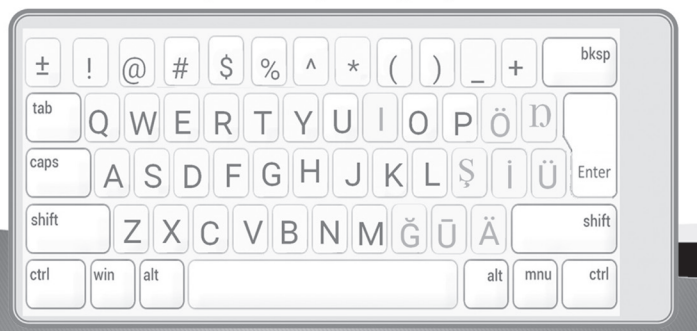 ± ! @ # $ % ^ * ( ) _ + bksp
tab Q W E R T Y U I O P Ö Ŋ
caps A S D F G H J K L Ş İ Ü Enter
shift Z X C V B N M Ğ Ū Ä shift
ctrl win alt alt mnu ctrl